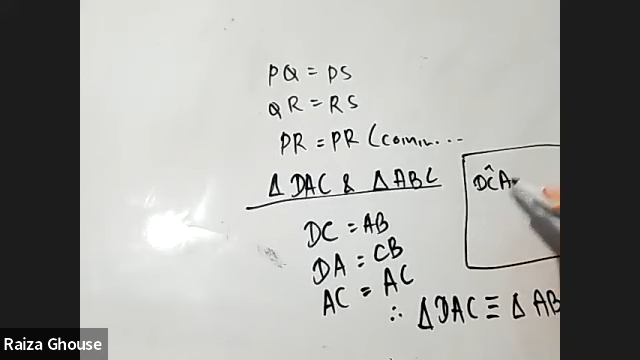 PQ = PS
QR = RS
PR = PR (comm...
Δ DAC & Δ ABC
DC = AB
DA = CB
AC = AC
∴ ΔDAC ≡ Δ AB
DĈA
Raiza Ghouse